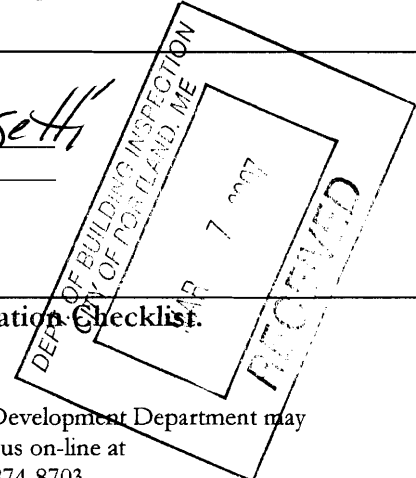 setti
DEPT. OF BUILDING INSPECTION
CITY OF PORTLAND, ME
MAR 7 2007
RECEIVED
ation Checklist.
Development Department may
us on-line at
874-8703